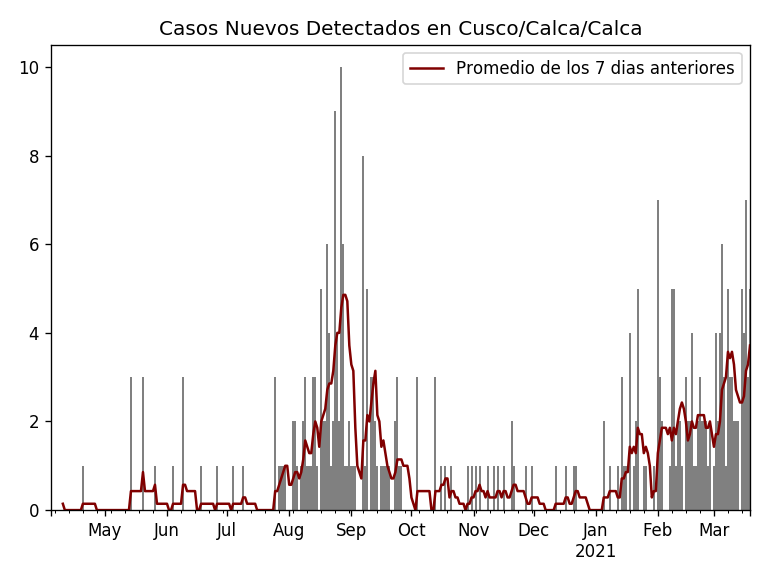 Casos Nuevos Detectados en Cusco/Calca/Calca
Promedio de los 7 dias anteriores
10
8
6
4
2
0
May Jun Jul Aug Sep Oct Nov Dec Jan Feb Mar
2021